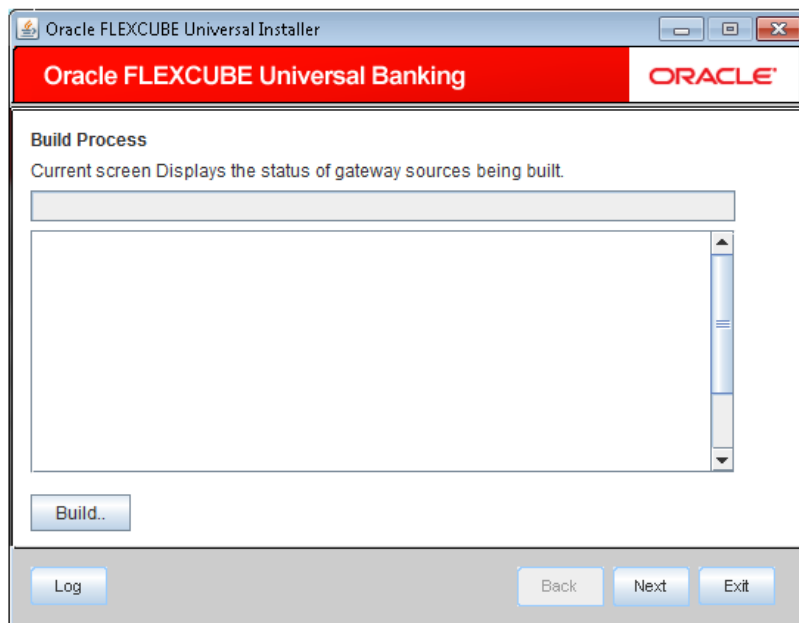 Oracle FLEXCUBE Universal Installer
Oracle FLEXCUBE Universal Banking
ORACLE
Build Process
Current screen Displays the status of gateway sources being built.
Build..
Log
Back
Next
Exit